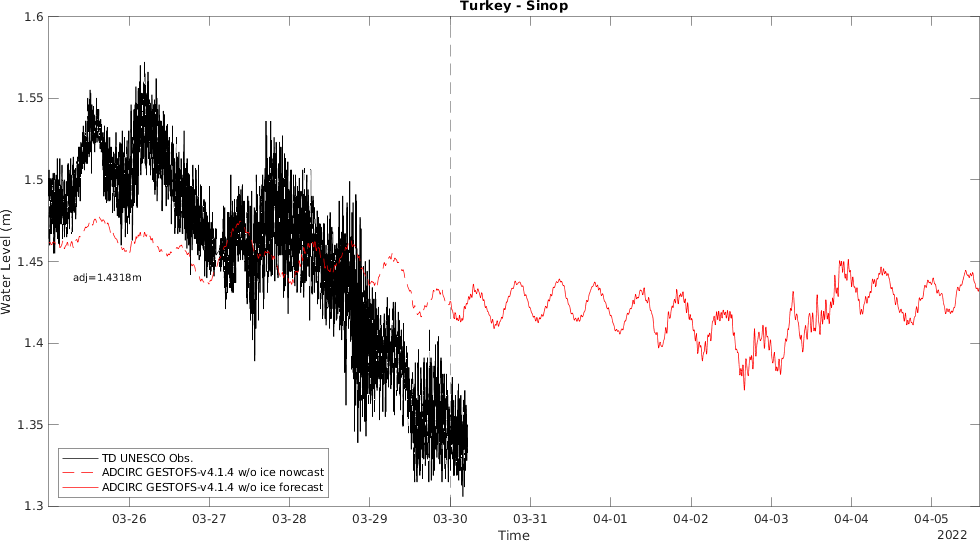 Turkey - Sinop
1.6
1.55
1.5
1.45
1.4
1.35
1.3
Water Level (m)
adj=1.4318m
TD UNESCO Obs.
ADCIRC GESTOFS-v4.1.4 w/o ice nowcast
ADCIRC GESTOFS-v4.1.4 w/o ice forecast
03-26 03-27 03-28 03-29 03-30 03-31 04-01 04-02 04-03 04-04 04-05
Time
2022